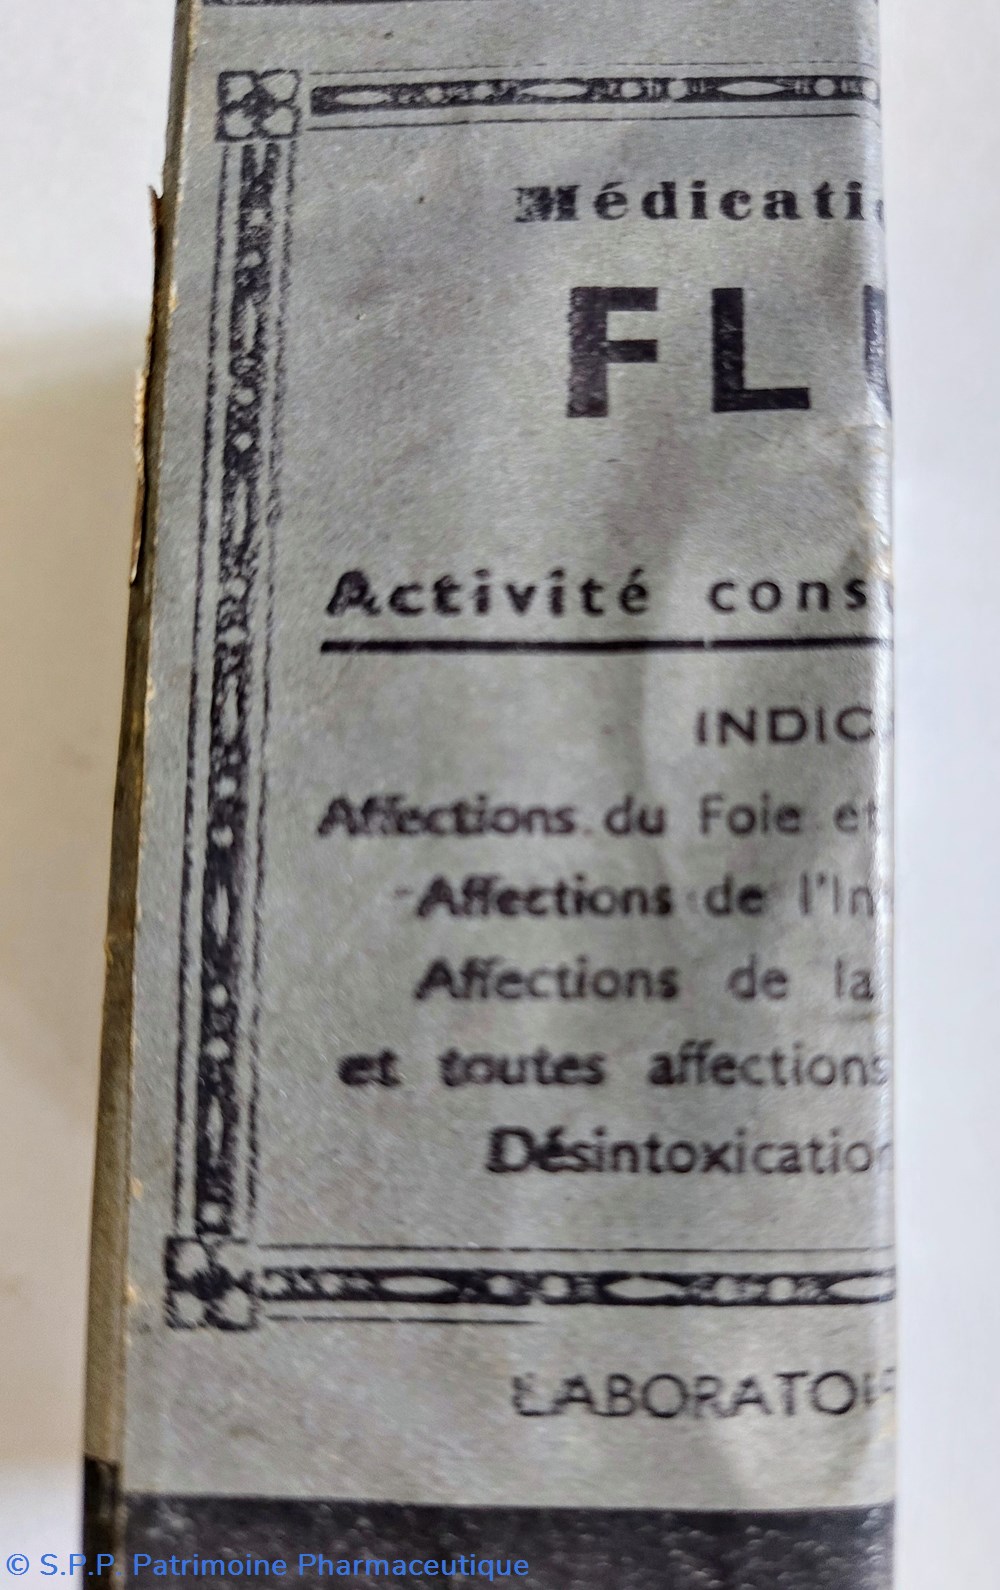 Médicati
FL
Activité cons
INDIC
Affections du Foie et
Affections de l'In
Affections de la
et toutes affections
Désintoxication
LABORATOI
© S.P.P. Patrimoine Pharmaceutique